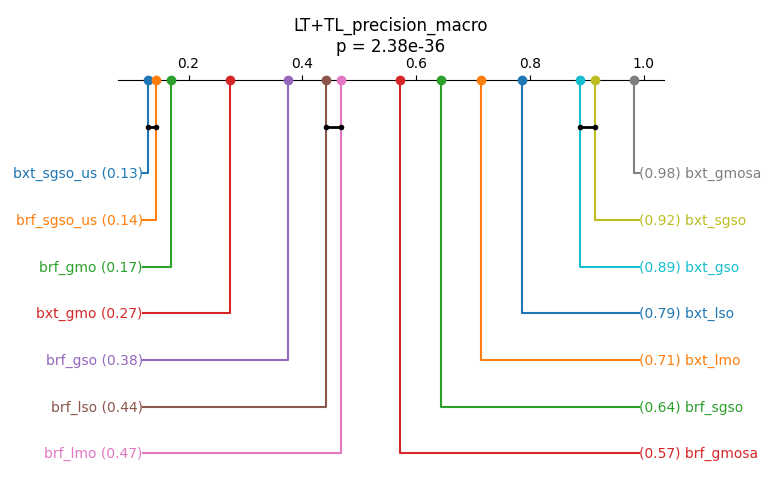 LT+TL_precision_macro
p = 2.38e-36
0.2 0.4 0.6 0.8 1.0
bxt_sgso_us (0.13) (0.98) bxt_gmosa
brf_sgso_us (0.14) (0.92) bxt_sgso
brf_gmo (0.17) (0.89) bxt_gso
bxt_gmo (0.27) (0.79) bxt_lso
brf_gso (0.38) (0.71) bxt_lmo
brf_lso (0.44) (0.64) brf_sgso
brf_lmo (0.47) (0.57) brf_gmosa